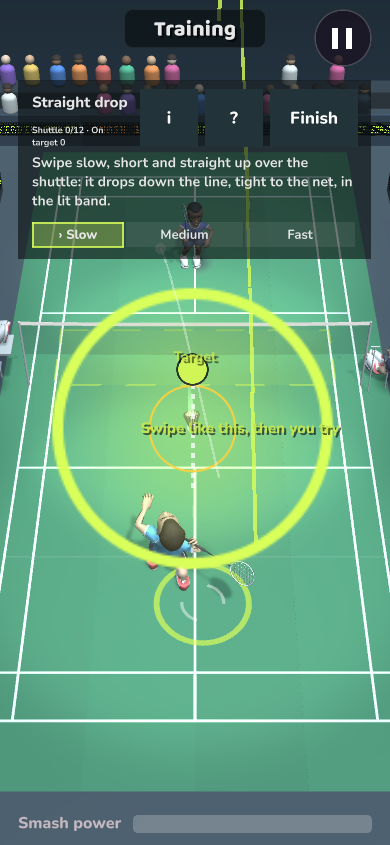 Training
Straight drop
i
?
Finish
Shuttle 0/12 · On
target 0
Swipe slow, short and straight up over the
shuttle: it drops down the line, tight to the net, in
the lit band.
› Slow
Medium
Fast
Target
Swipe like this, then you try
Smash power